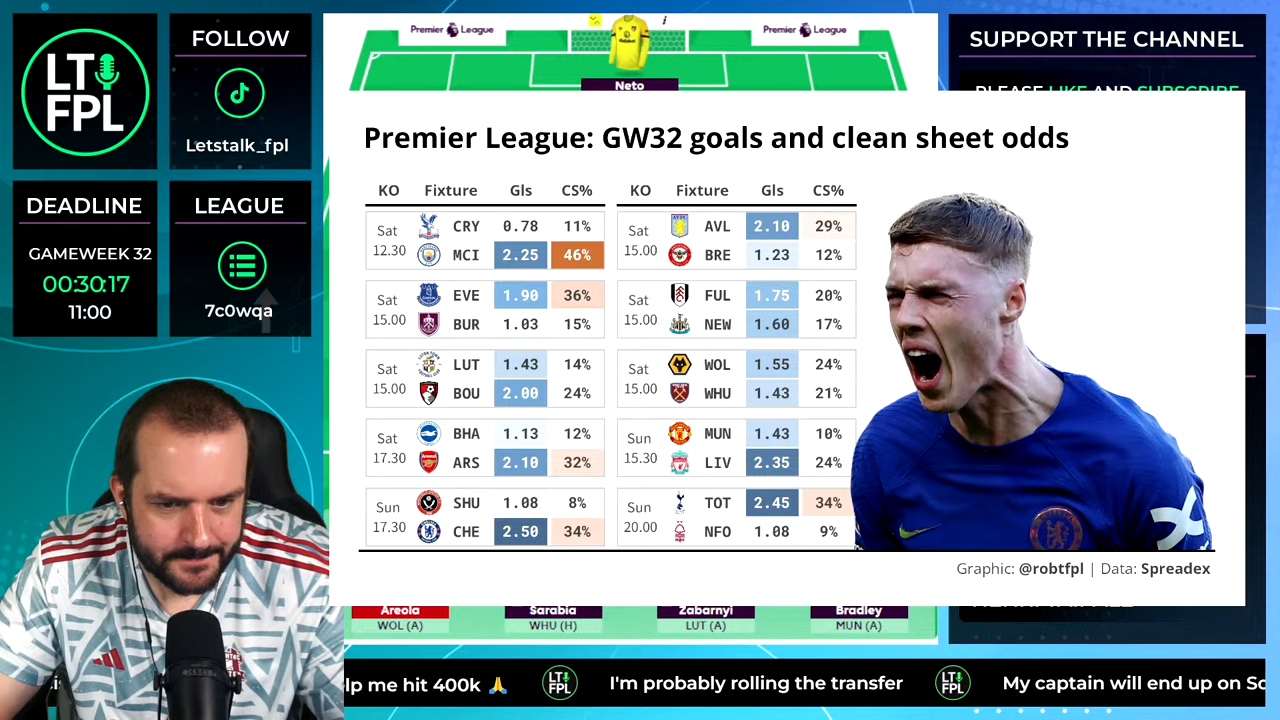 LT
FPL
FOLLOW
Letstalk_fpl
DEADLINE
GAMEWEEK 32
00:30:17
11:00
LEAGUE
7c0wqa
Premier League
Premier League
Neto
SUPPORT THE CHANNEL
PLEASE LIKE AND SUBSCRIBE
Premier League: GW32 goals and clean sheet odds
KO Fixture Gls CS% KO Fixture Gls CS%
Sat 12.30 CRY 0.78 11%
MCI 2.25 46%
Sat 15.00 AVL 2.10 29%
BRE 1.23 12%
Sat 15.00 EVE 1.90 36%
BUR 1.03 15%
Sat 15.00 FUL 1.75 20%
NEW 1.60 17%
Sat 15.00 LUT 1.43 14%
BOU 2.00 24%
Sat 15.00 WOL 1.55 24%
WHU 1.43 21%
Sat 17.30 BHA 1.13 12%
ARS 2.10 32%
Sun 15.30 MUN 1.43 10%
LIV 2.35 24%
Sun 17.30 SHU 1.08 8%
CHE 2.50 34%
Sun 20.00 TOT 2.45 34%
NFO 1.08 9%
Graphic: @robtfpl | Data: Spreadex
Areola
WOL (A)
Sarabia
WHU (H)
Zabarnyi
LUT (A)
Bradley
MUN (A)
me hit 400k 🙏
LT
FPL
I'm probably rolling the transfer
LT
FPL
My captain will end up on